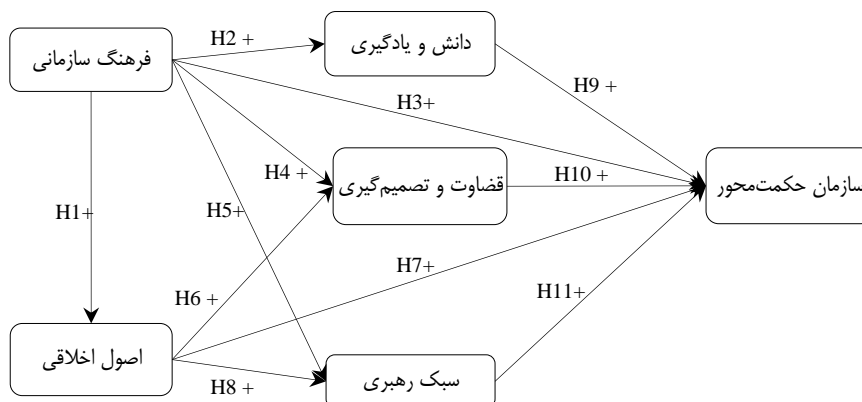 H2 +
دانش و یادگیری
فرهنگ سازمانی
H9 +
H3+
H4 +
قضاوت و تصمیم‌گیری
H10 +
سازمان حکمت‌محور
H1+
H5+
H7+
H6 +
H11+
اصول اخلاقی
H8 +
سبک رهبری